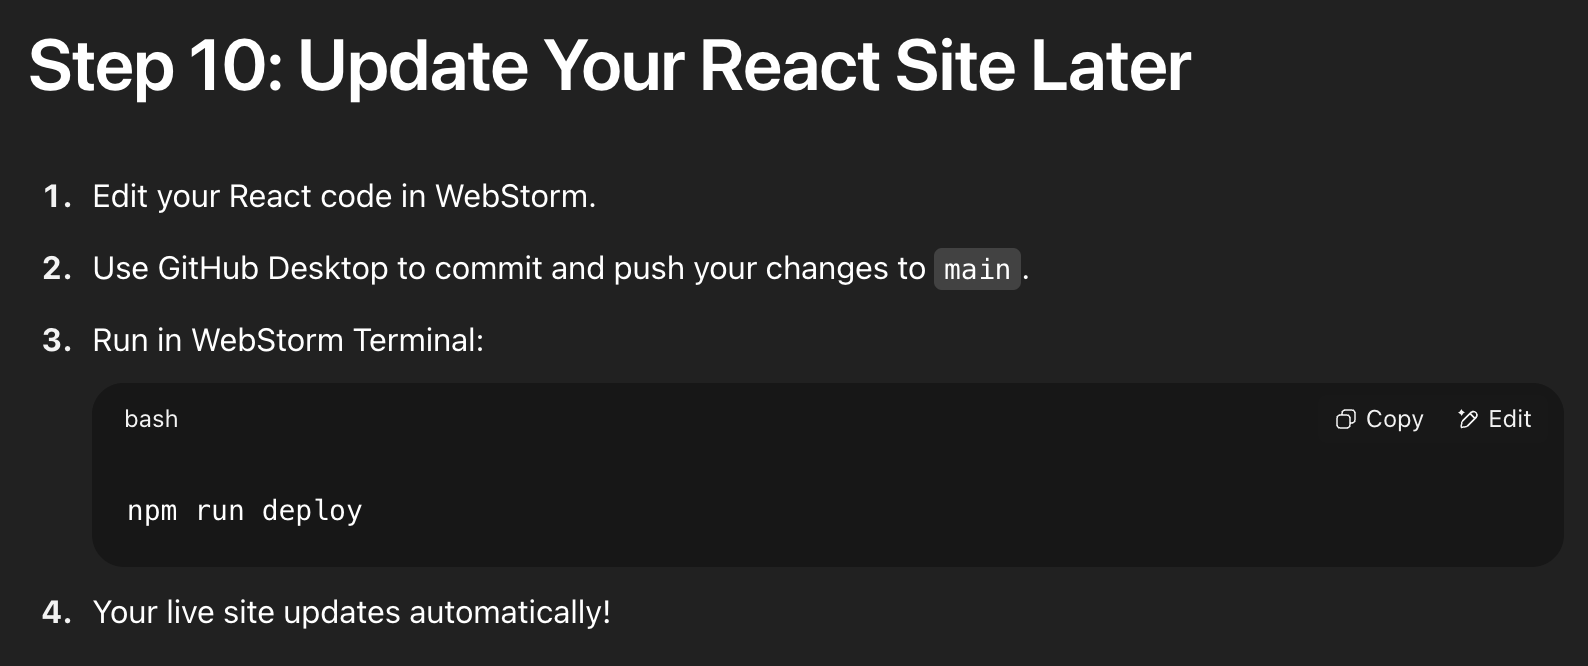 Step 10: Update Your React Site Later
1. Edit your React code in WebStorm.
2. Use GitHub Desktop to commit and push your changes to main.
3. Run in WebStorm Terminal:
bash Copy Edit
npm run deploy
4. Your live site updates automatically!